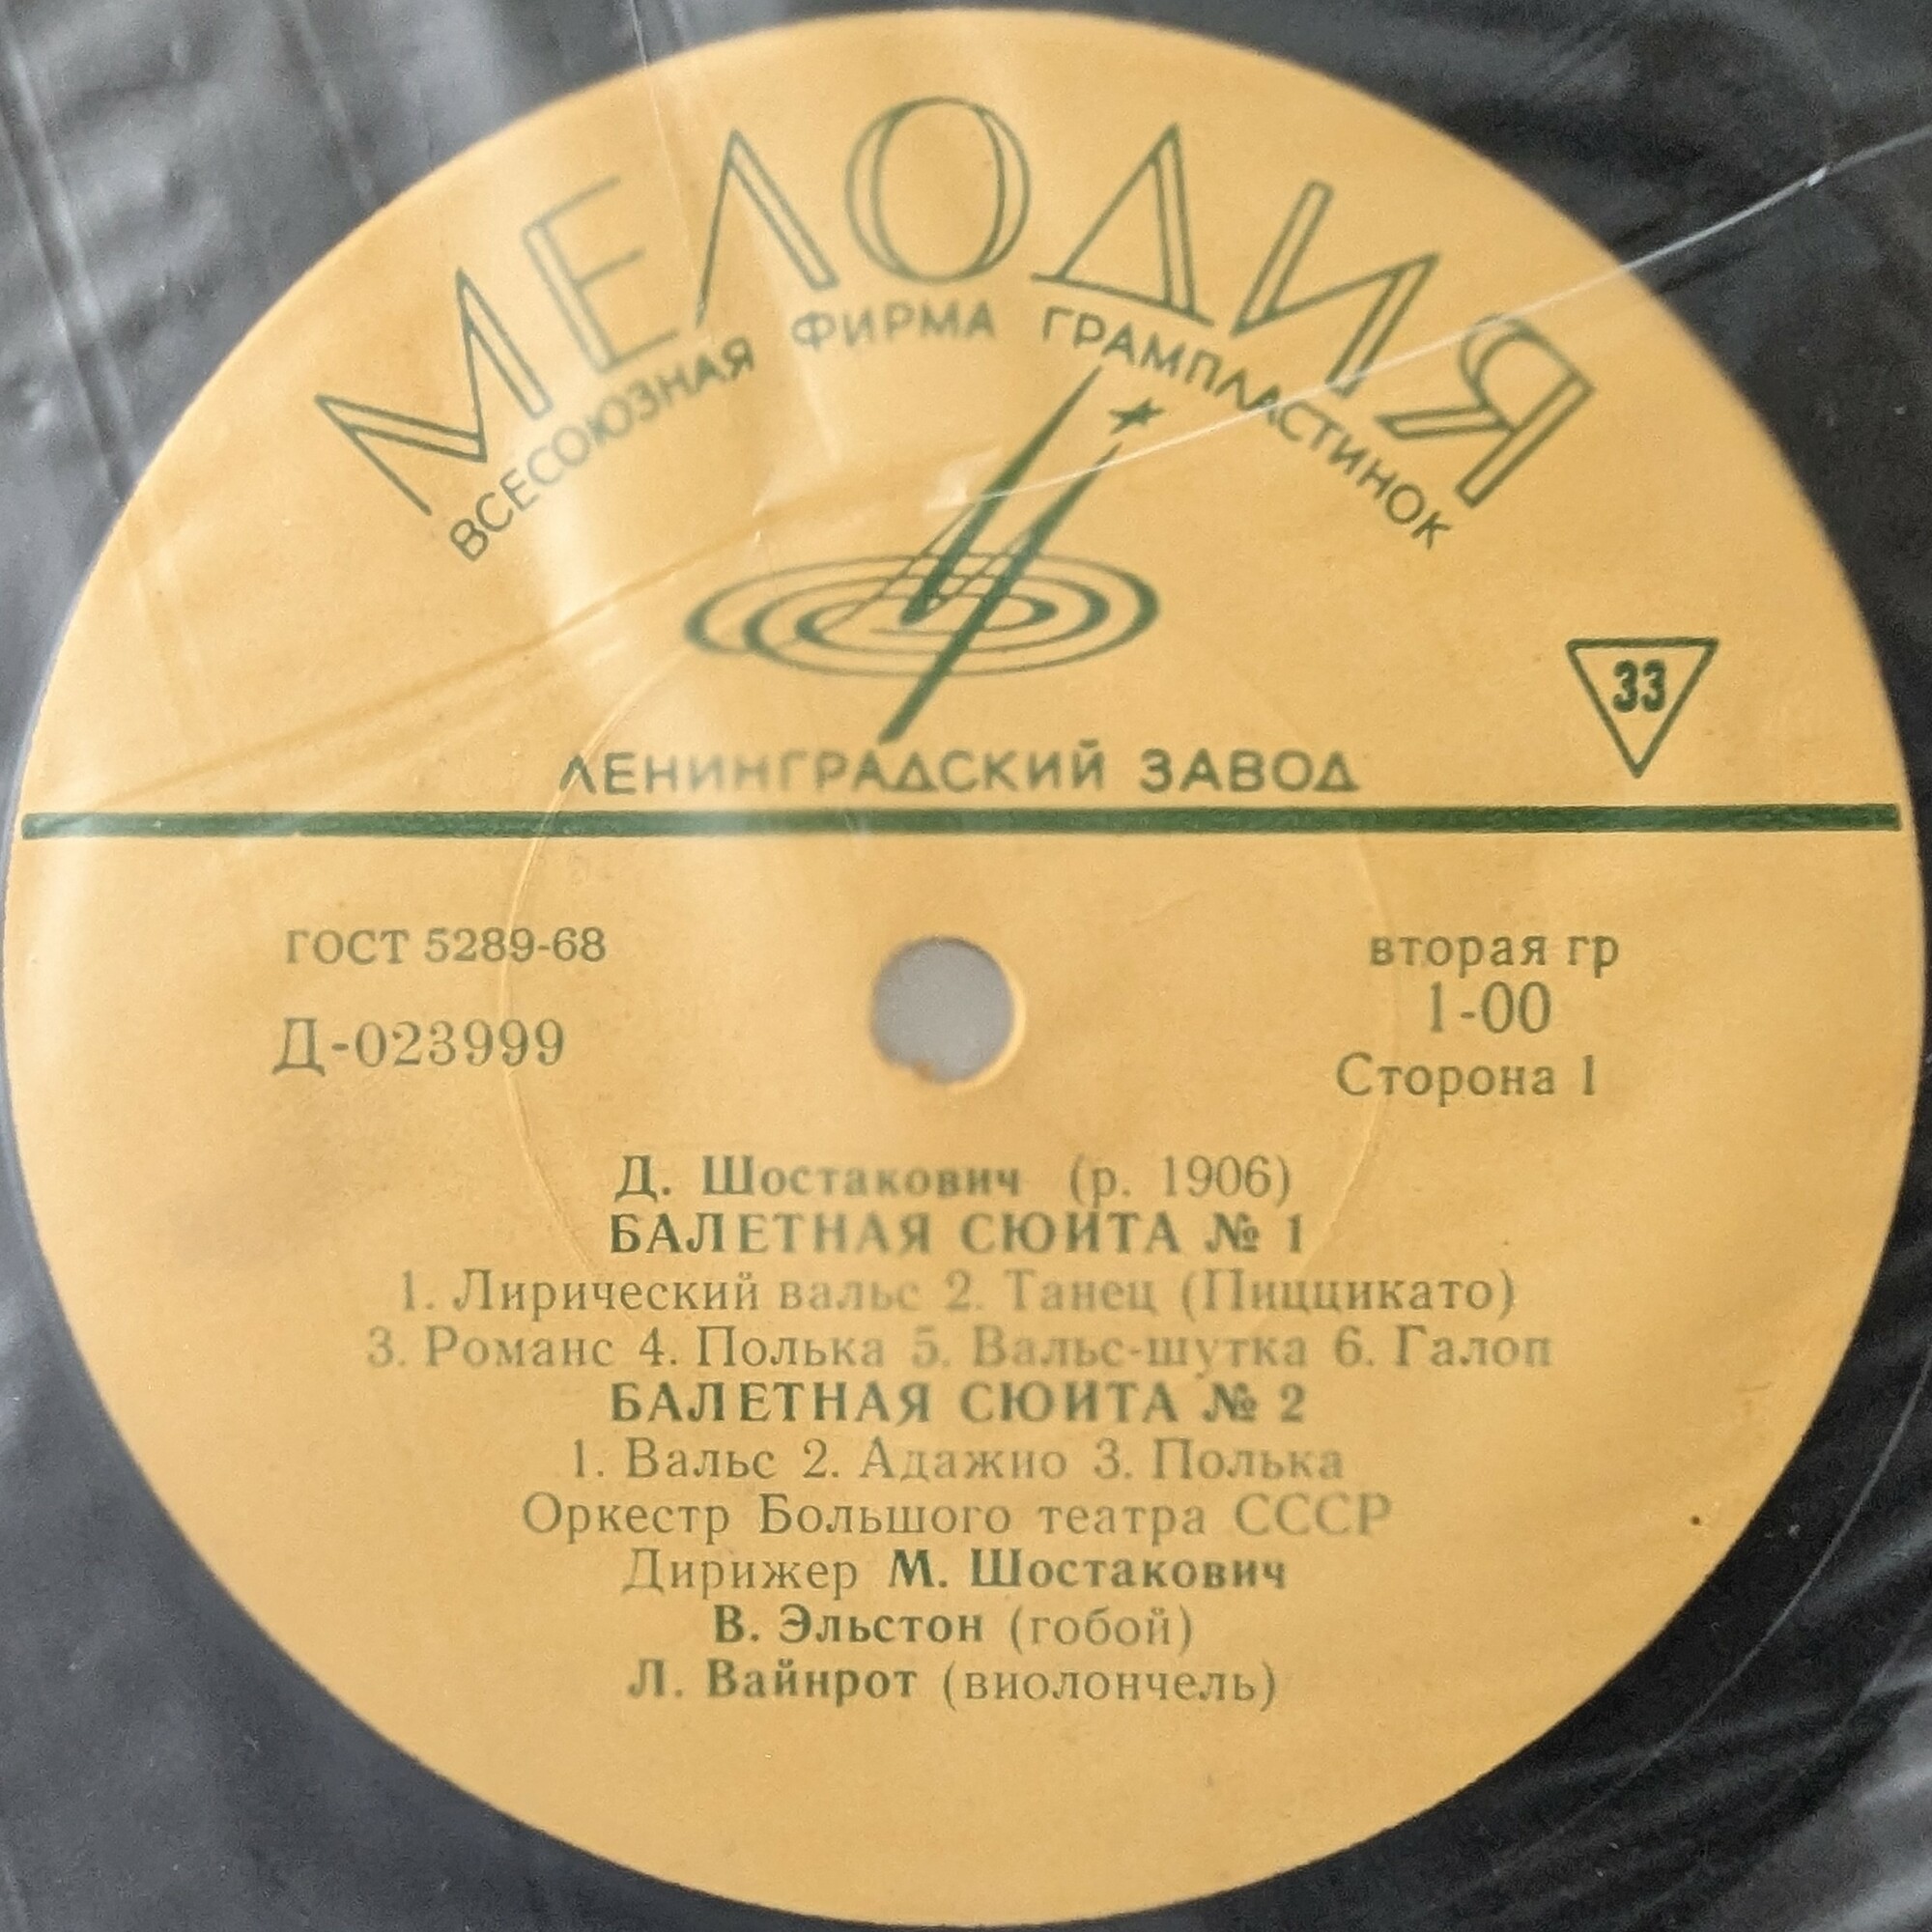 МЕЛОДИЯ
ВСЕСОЮЗНАЯ ФИРМА ГРАМПЛАСТИНОК
33
ЛЕНИНГРАДСКИЙ ЗАВОД
ГОСТ 5289-68
вторая гр
Д-023999
1-00
Сторона 1
Д. Шостакович (р. 1906)
БАЛЕТНАЯ СЮИТА № 1
1. Лирический вальс 2. Танец (Пиццикато)
3. Романс 4. Полька 5. Вальс-шутка 6. Галоп
БАЛЕТНАЯ СЮИТА № 2
1. Вальс 2. Адажио 3. Полька
Оркестр Большого театра СССР
Дирижер М. Шостакович
В. Эльстон (гобой)
Л. Вайнрот (виолончель)